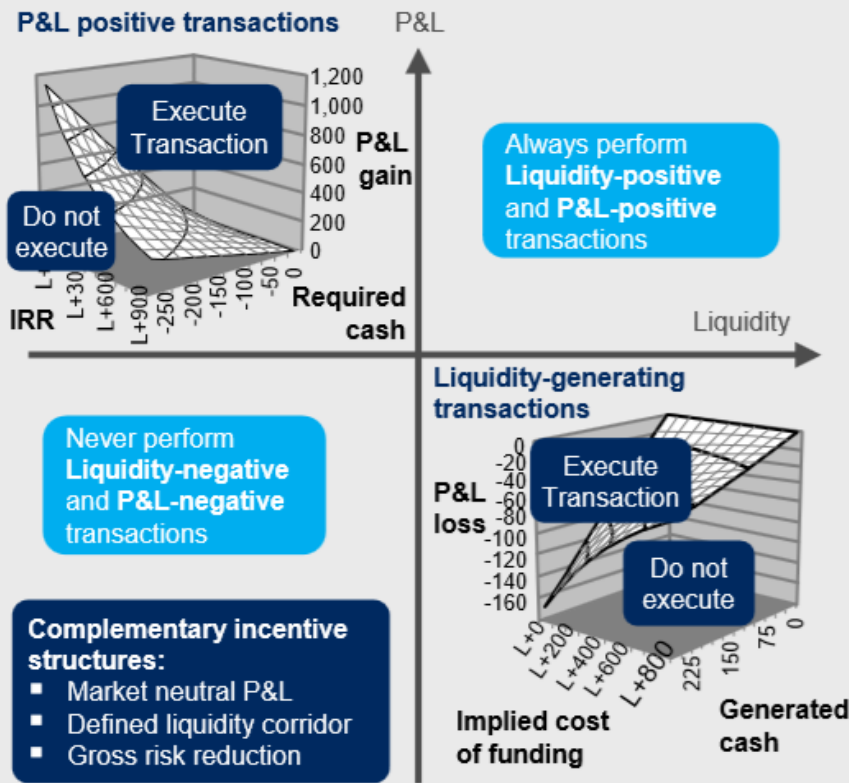 P&L positive transactions
P&L
1,200
1,000
800
600
400
200
0
P&L
gain
Execute
Transaction
Do not
execute
L+
L+30
L+600
L+900
IRR
-250
-200
-150
-100
-50
0
Required
cash
Always perform
Liquidity-positive
and P&L-positive
transactions
Liquidity
Never perform
Liquidity-negative
and P&L-negative
transactions
Liquidity-generating
transactions
0
-20
-40
-60
-80
-100
-120
-140
-160
P&L
loss
Execute
Transaction
Do not
execute
L+0
L+200
L+400
L+600
L+800
Implied cost
of funding
225
150
75
0
Generated
cash
Complementary incentive
structures:
▪ Market neutral P&L
▪ Defined liquidity corridor
▪ Gross risk reduction